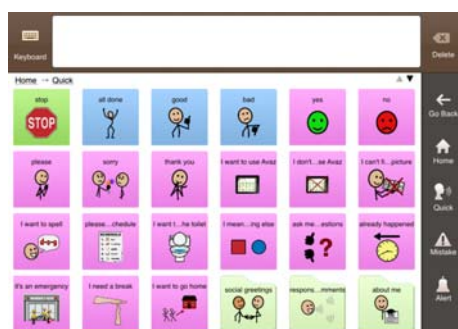 Keyboard
Delete
Home → Quick
stop
all done
good
bad
yes
no
STOP
Go Back
please
sorry
thank you
I want to use Avaz
I don't...se Avaz
I can't fi...picture
Home
Quick
I want to spell
please...chedule
I want t...he toilet
I mean...ing else
ask me...estions
already happened
SCHEDULE
Mistake
It's an emergency
I need a break
I want to go home
social greetings
respons...mments
about me
Alert